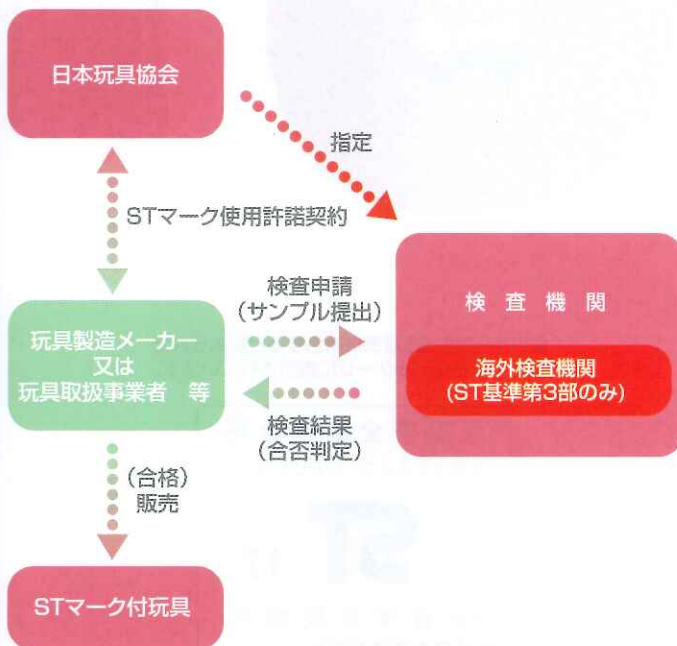 日本玩具協会
指定
STマーク使用許諾契約
検査申請
(サンプル提出)
検 査 機 関
玩具製造メーカー
又は
玩具取扱事業者 等
海外検査機関
(ST基準第3部のみ)
検査結果
(合否判定)
(合格)
販売
STマーク付玩具